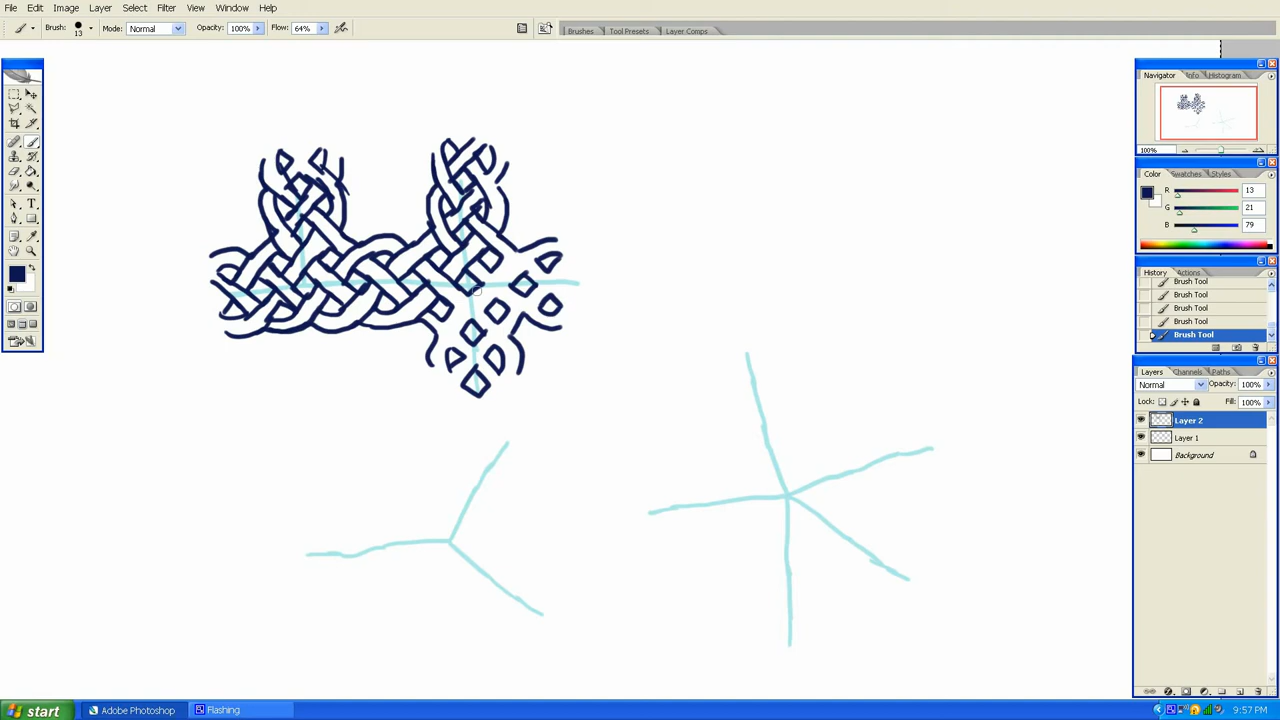 File Edit Image Layer Select Filter View Window Help
Brush: 13 Mode: Normal Opacity: 100% Flow: 64% Brushes Tool Presets Layer Comps
Navigator Info Histogram
100%
Color Swatches Styles
R 13
G 21
B 79
History Actions
Brush Tool
Brush Tool
Brush Tool
Brush Tool
Brush Tool
Layers Channels Paths
Normal Opacity: 100%
Lock: Fill: 100%
Layer 2
Layer 1
Background
start Adobe Photoshop Flashing 9:57 PM